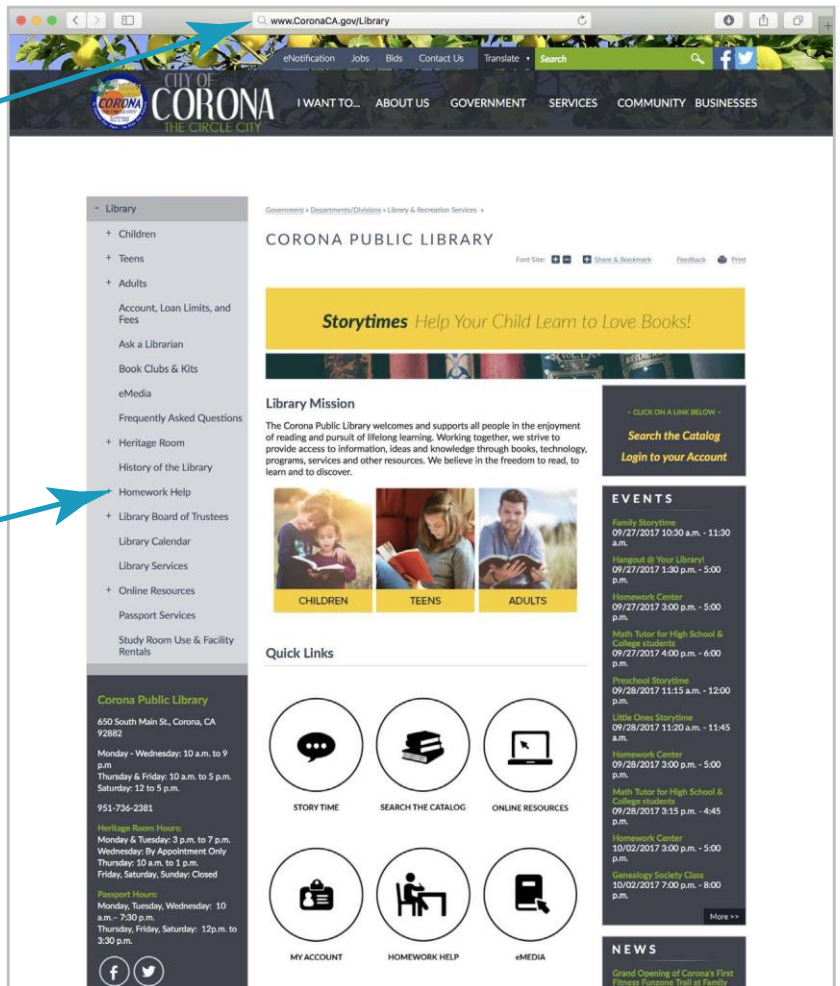 www.CoronaCA.gov/Library
eNotification Jobs Bids Contact Us Translate Search
CITY OF
CORONA
THE CIRCLE CITY
CORONA
I WANT TO... ABOUT US GOVERNMENT SERVICES COMMUNITY BUSINESSES
- Library
+ Children
+ Teens
+ Adults
Account, Loan Limits, and
Fees
Ask a Librarian
Book Clubs & Kits
eMedia
Frequently Asked Questions
+ Heritage Room
History of the Library
+ Homework Help
+ Library Board of Trustees
Library Calendar
Library Services
+ Online Resources
Passport Services
Study Room Use & Facility
Rentals
Corona Public Library
650 South Main St., Corona, CA
92882
Monday - Wednesday: 10 a.m. to 9
p.m
Thursday & Friday: 10 a.m. to 5 p.m.
Saturday: 12 to 5 p.m.
951-736-2381
Heritage Room Hours:
Monday & Tuesday: 3 p.m. to 7 p.m.
Wednesday: By Appointment Only
Thursday: 10 a.m. to 1 p.m.
Friday, Saturday, Sunday: Closed
Passport Hours:
Monday, Tuesday, Wednesday: 10
a.m.- 7:30 p.m.
Thursday, Friday, Saturday: 12p.m. to
3:30 p.m.
Government » Departments/Divisions » Library & Recreation Services »
CORONA PUBLIC LIBRARY
Font Size: + - + Share & Bookmark Feedback Print
Storytimes Help Your Child Learn to Love Books!
Library Mission
The Corona Public Library welcomes and supports all people in the enjoyment
of reading and pursuit of lifelong learning. Working together, we strive to
provide access to information, ideas and knowledge through books, technology,
programs, services and other resources. We believe in the freedom to read, to
learn and to discover.
CHILDREN TEENS ADULTS
Quick Links
STORY TIME SEARCH THE CATALOG ONLINE RESOURCES
MY ACCOUNT HOMEWORK HELP eMEDIA
- CLICK ON A LINK BELOW -
Search the Catalog
Login to your Account
EVENTS
Family Storytime
09/27/2017 10:30 a.m. - 11:30
a.m.
Hangout @ Your Library!
09/27/2017 1:30 p.m. - 5:00
p.m.
Homework Center
09/27/2017 3:00 p.m. - 5:00
p.m.
Math Tutor for High School &
College students
09/27/2017 4:00 p.m. - 6:00
p.m.
Preschool Storytime
09/28/2017 11:15 a.m. - 12:00
p.m.
Little Ones Storytime
09/28/2017 11:20 a.m. - 11:45
a.m.
Homework Center
09/28/2017 3:00 p.m. - 5:00
p.m.
Math Tutor for High School &
College students
09/28/2017 3:15 p.m. - 4:45
p.m.
Homework Center
10/02/2017 3:00 p.m. - 5:00
p.m.
Genealogy Society Class
10/02/2017 7:00 p.m. - 8:00
p.m.
More >>
NEWS
Grand Opening of Corona's First
Fitness Funzone Trail at Family